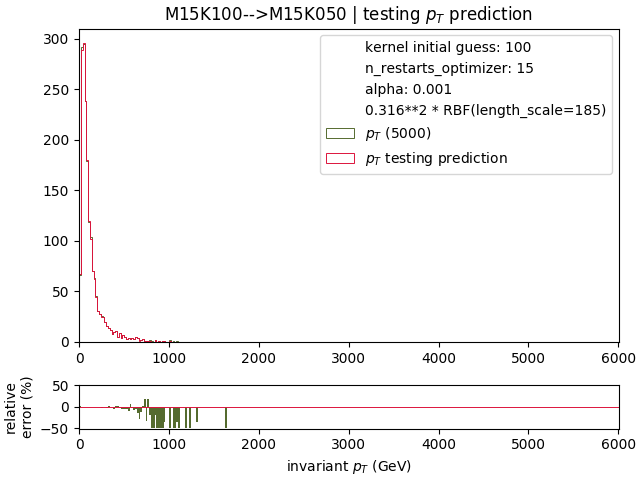 M15K100-->M15K050 | testing $p_T$ prediction
300
250
200
150
100
50
0
kernel initial guess: 100
n_restarts_optimizer: 15
alpha: 0.001
0.316**2 * RBF(length_scale=185)
$p_T$ (5000)
$p_T$ testing prediction
0 1000 2000 3000 4000 5000 6000
relative
error (%)
50
0
−50
0 1000 2000 3000 4000 5000 6000
invariant $p_T$ (GeV)